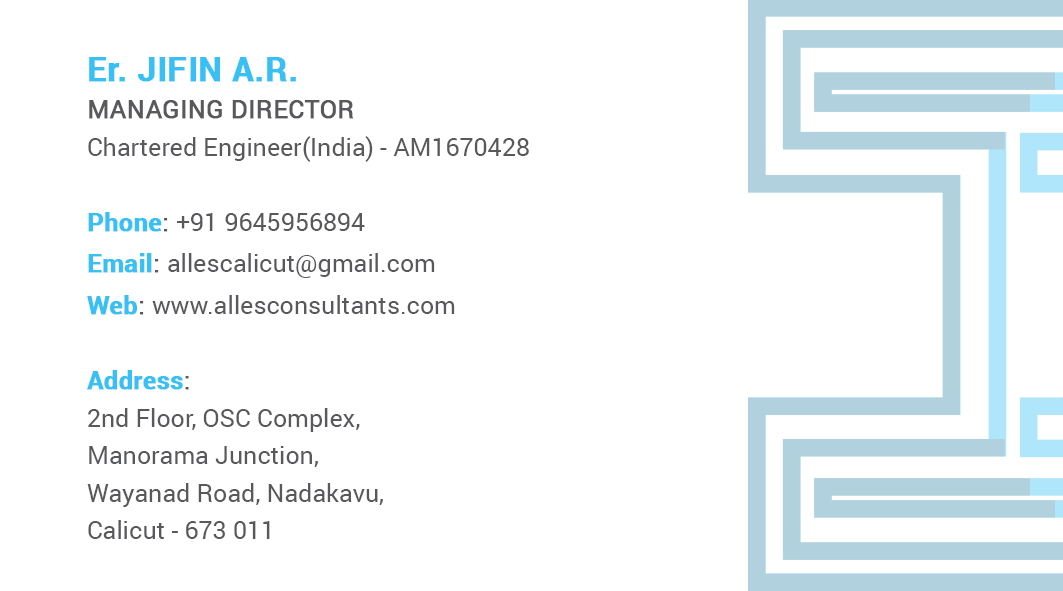 Er. JIFIN A.R.
MANAGING DIRECTOR
Chartered Engineer(India) - AM1670428
Phone: +91 9645956894
Email: allescalicut@gmail.com
Web: www.allesconsultants.com
Address:
2nd Floor, OSC Complex,
Manorama Junction,
Wayanad Road, Nadakavu,
Calicut - 673 011